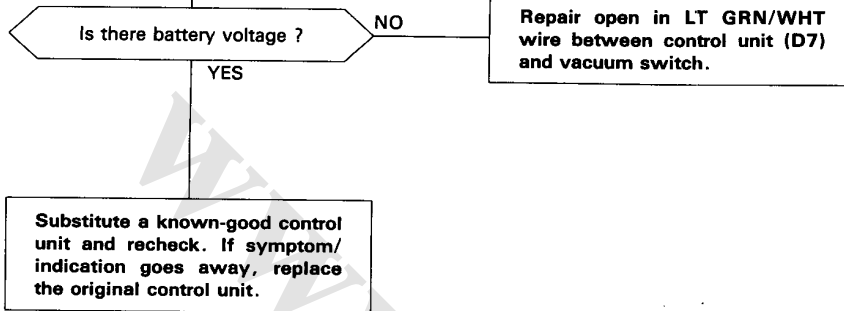 Is there battery voltage ?
NO
Repair open in LT GRN/WHT
wire between control unit (D7)
and vacuum switch.
YES
Substitute a known-good control
unit and recheck. If symptom/
indication goes away, replace
the original control unit.